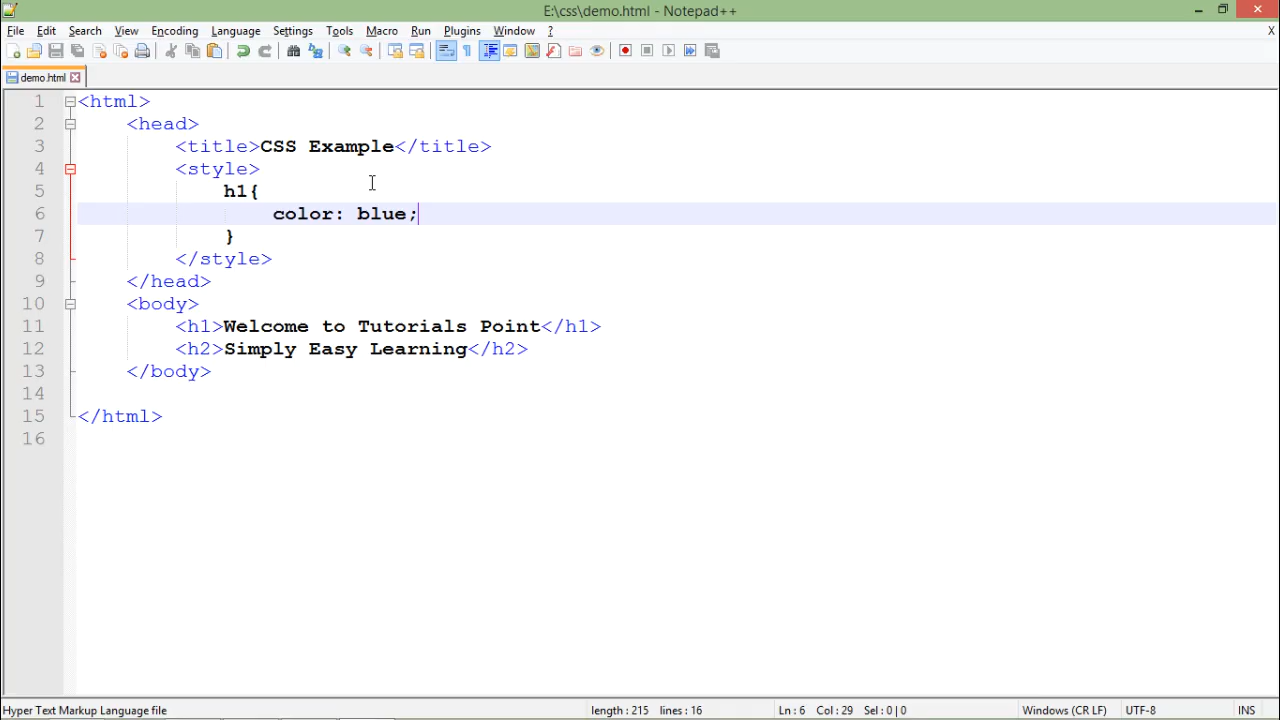 E:\css\demo.html - Notepad++
File Edit Search View Encoding Language Settings Tools Macro Run Plugins Window ? X
demo.html
1 <html>
2 <head>
3 <title>CSS Example</title>
4 <style>
5 h1{
6 color: blue;
7 }
8 </style>
9 </head>
10 <body>
11 <h1>Welcome to Tutorials Point</h1>
12 <h2>Simply Easy Learning</h2>
13 </body>
14
15 </html>
16
Hyper Text Markup Language file length : 215 lines : 16 Ln : 6 Col : 29 Sel : 0 | 0 Windows (CR LF) UTF-8 INS